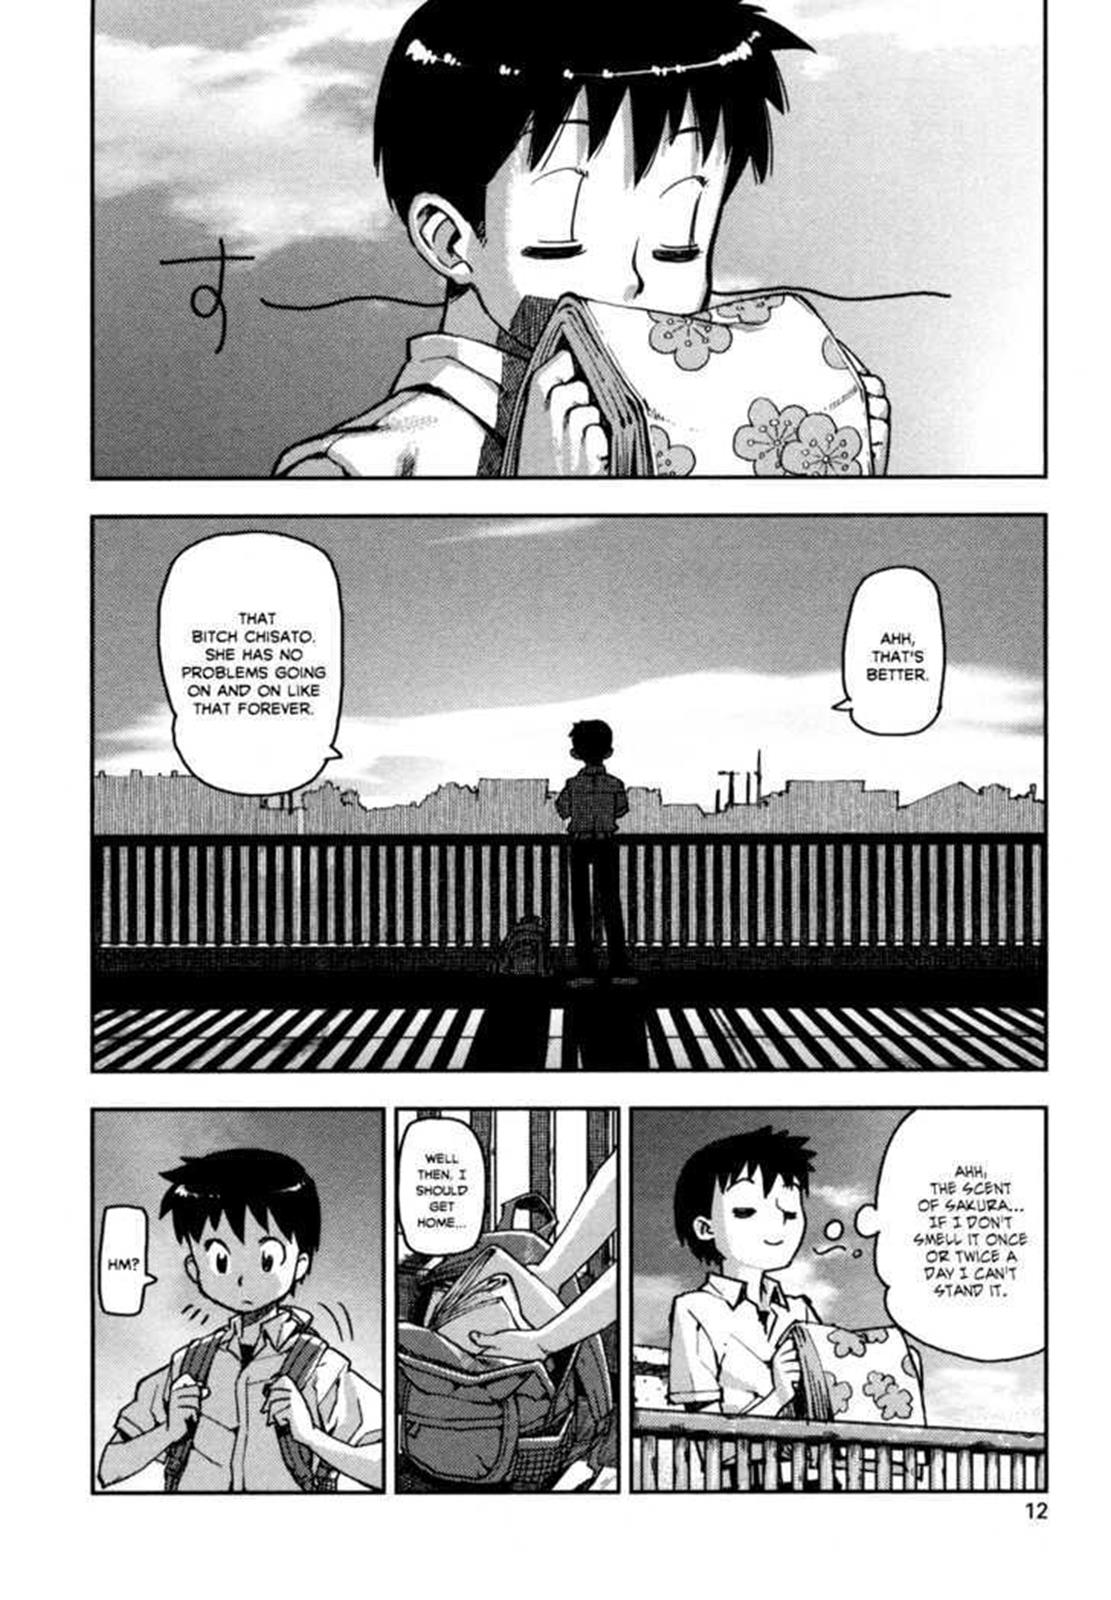 す
AHH,
THAT'S
BETTER.
THAT
BITCH CHISATO.
SHE HAS NO
PROBLEMS GOING
ON AND ON LIKE
THAT FOREVER.
AHH,
THE SCENT
OF SAKURA...
IF I DON'T
SMELL IT ONCE
OR TWICE A
DAY I CAN'T
STAND IT.
WELL
THEN, I
SHOULD
GET
HOME...
HM?
12